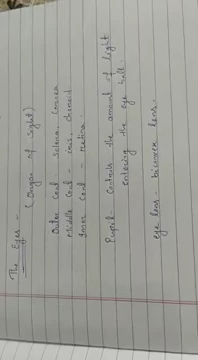 The Eyes -
(Organ of sight)
Outer Coat - Sclera, Cornea
Middle Coat - iris, choroid
Inner Coat - Retina.
Pupil - Controls the amount of light
entering the eye ball.
eye lens - biconvex lens.